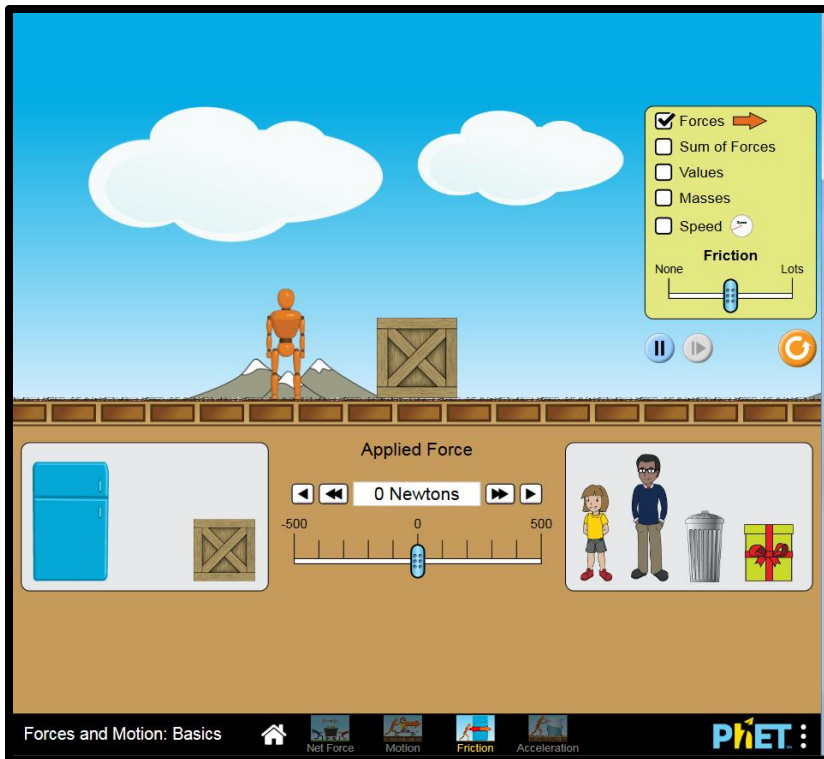 Forces
Sum of Forces
Values
Masses
Speed
Friction
None Lots
Applied Force
0 Newtons
-500 0 500
Forces and Motion: Basics
Net Force Motion Friction Acceleration
PhET